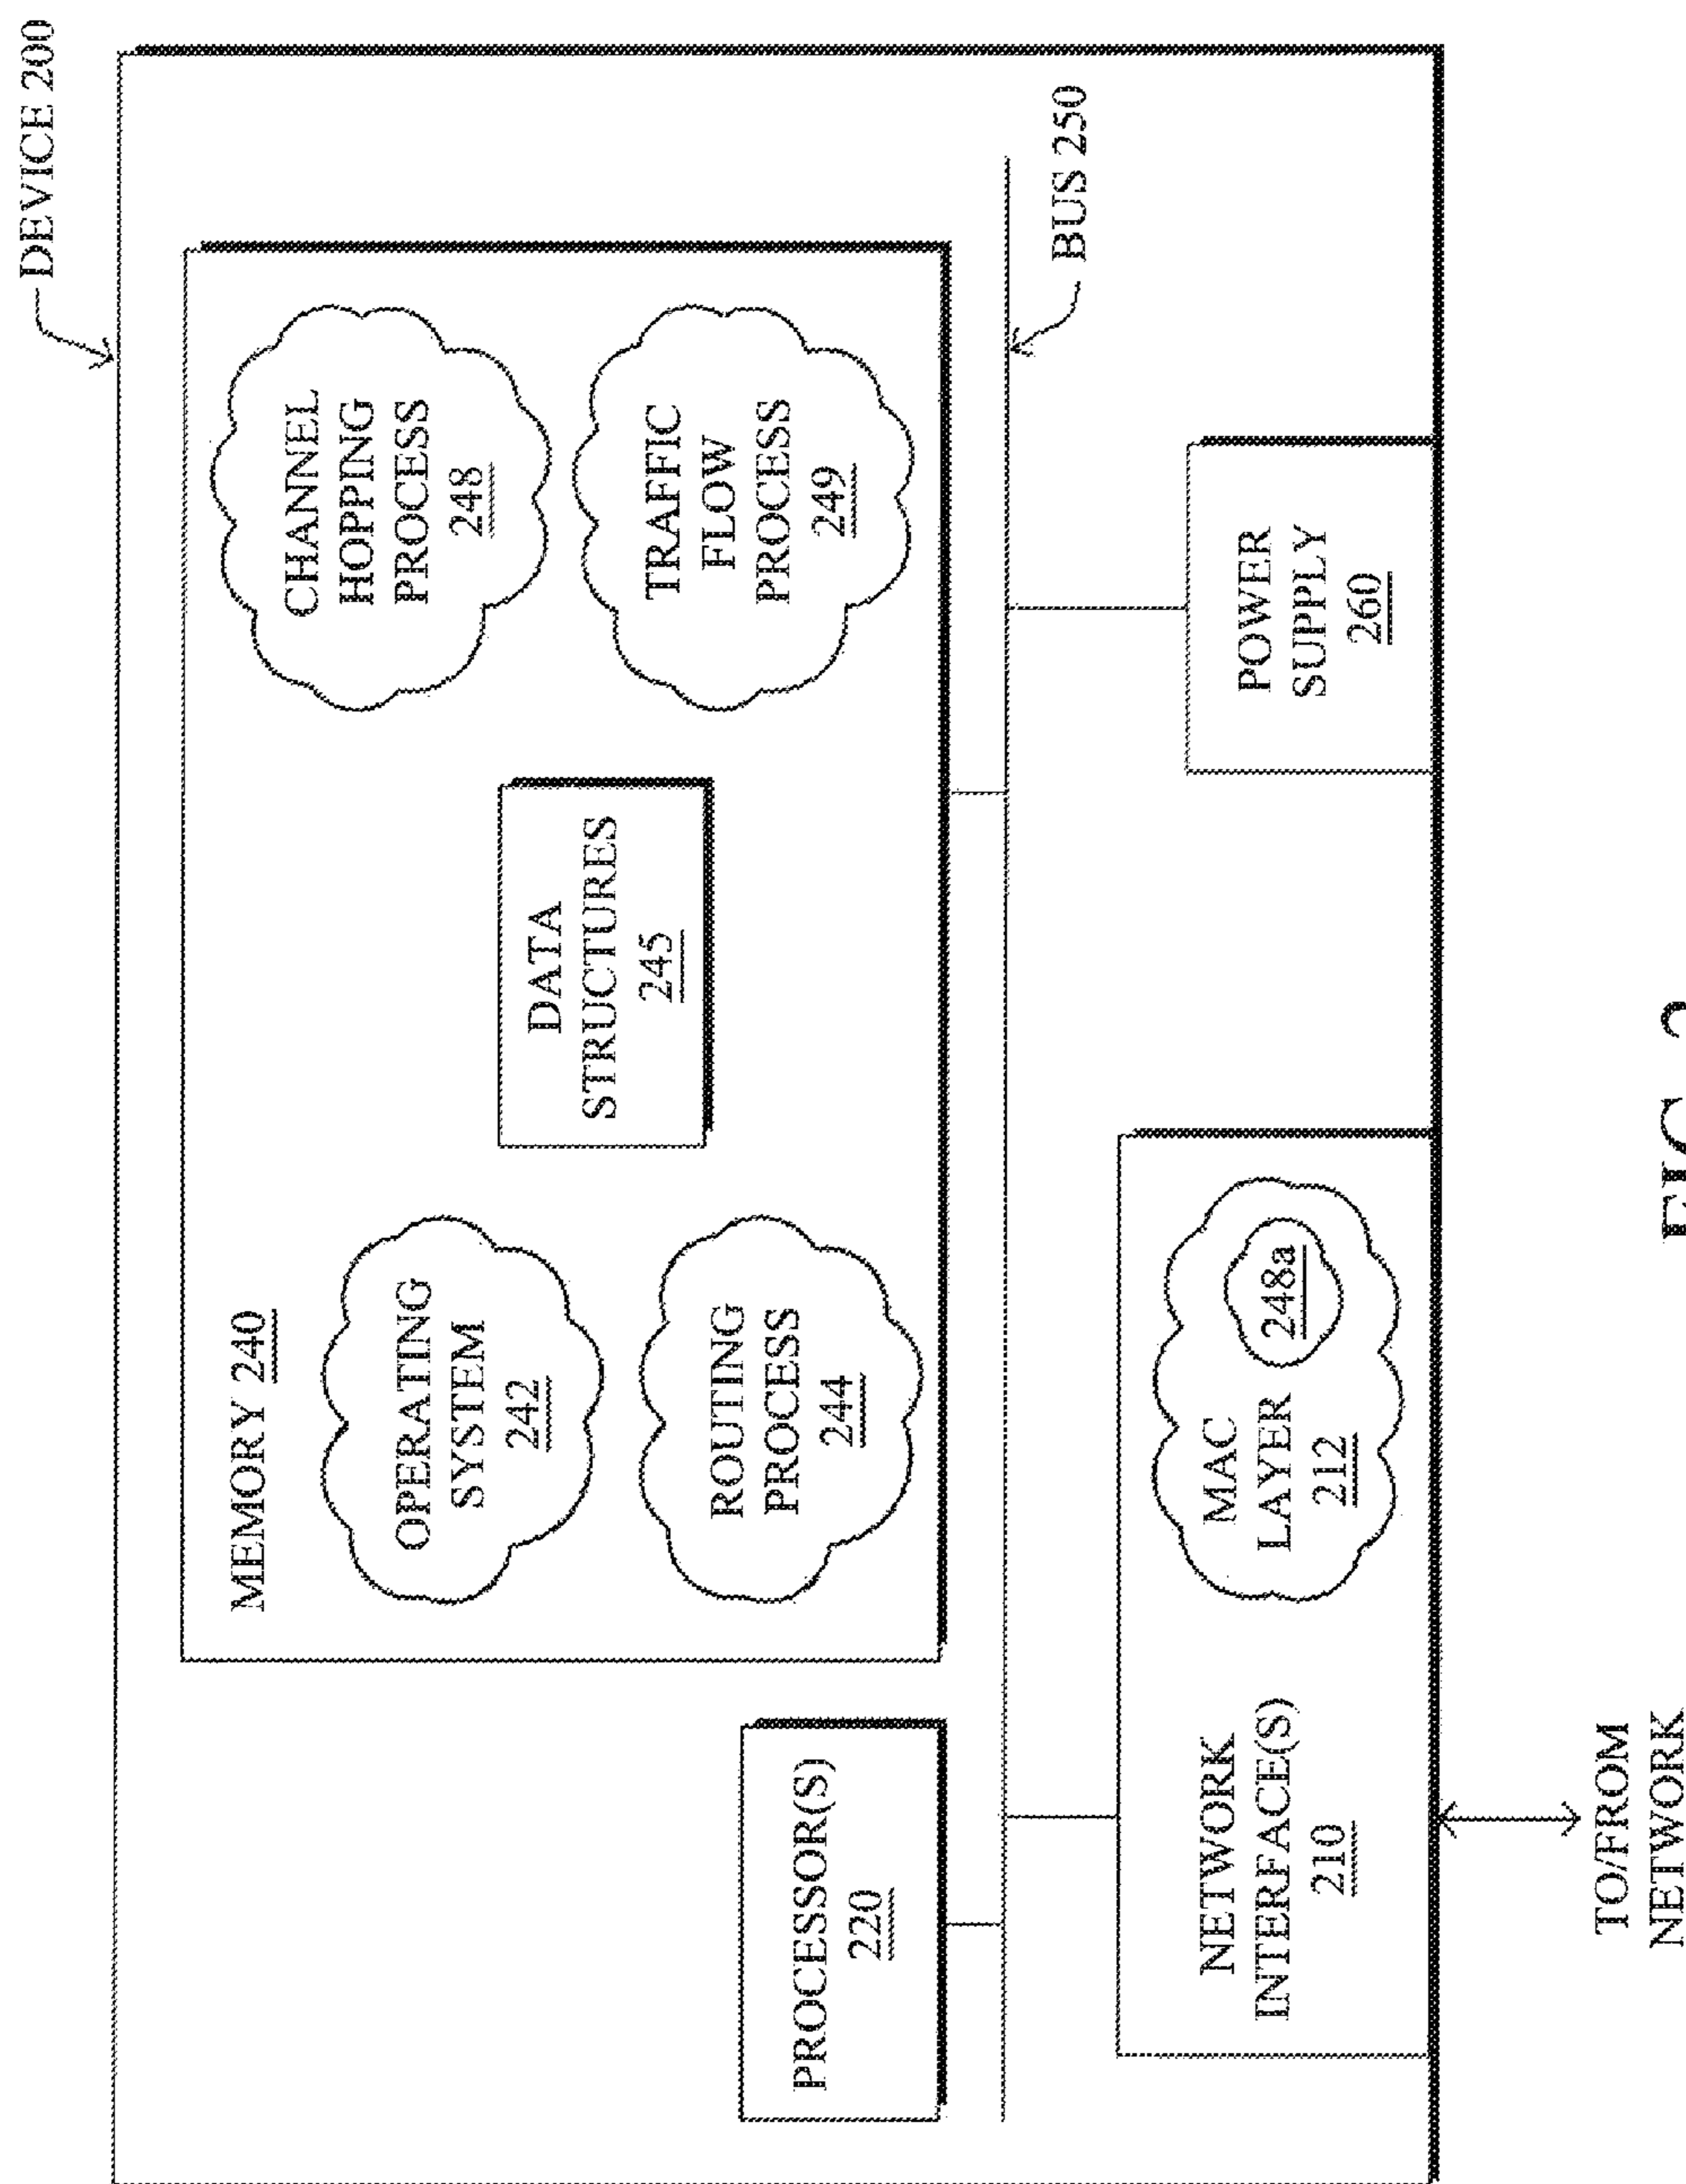 DEVICE 200
MEMORY 240
OPERATING
SYSTEM
242
ROUTING
PROCESS
244
DATA
STRUCTURES
245
CHANNEL
HOPPING
PROCESS
248
TRAFFIC
FLOW
PROCESS
249
PROCESSOR(S)
220
BUS 250
NETWORK
INTERFACE(S)
210
MAC
LAYER
212
248a
POWER
SUPPLY
260
TO/FROM
NETWORK